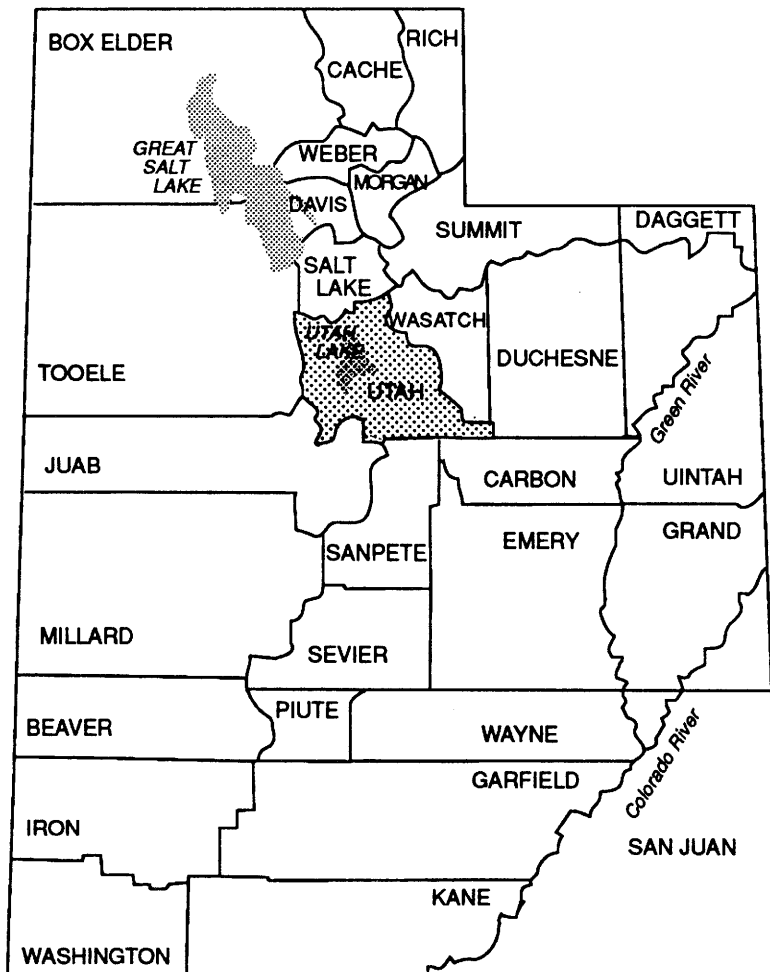 BOX ELDER
RICH
CACHE
GREAT
SALT
LAKE
WEBER
MORGAN
DAVIS
SUMMIT
DAGGETT
SALT
LAKE
WASATCH
UTAH
LAKE
DUCHESNE
TOOELE
UTAH
Green River
JUAB
CARBON
UINTAH
SANPETE
EMERY
GRAND
MILLARD
SEVIER
PIUTE
BEAVER
WAYNE
Colorado River
GARFIELD
IRON
SAN JUAN
KANE
WASHINGTON